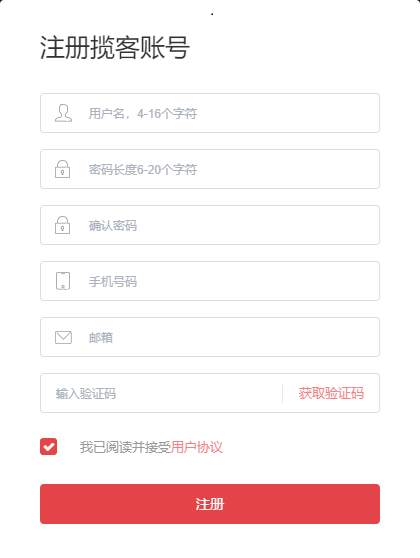 注册揽客账号
用户名，4-16个字符
密码长度6-20个字符
确认密码
手机号码
邮箱
输入验证码 获取验证码
我已阅读并接受用户协议
注册